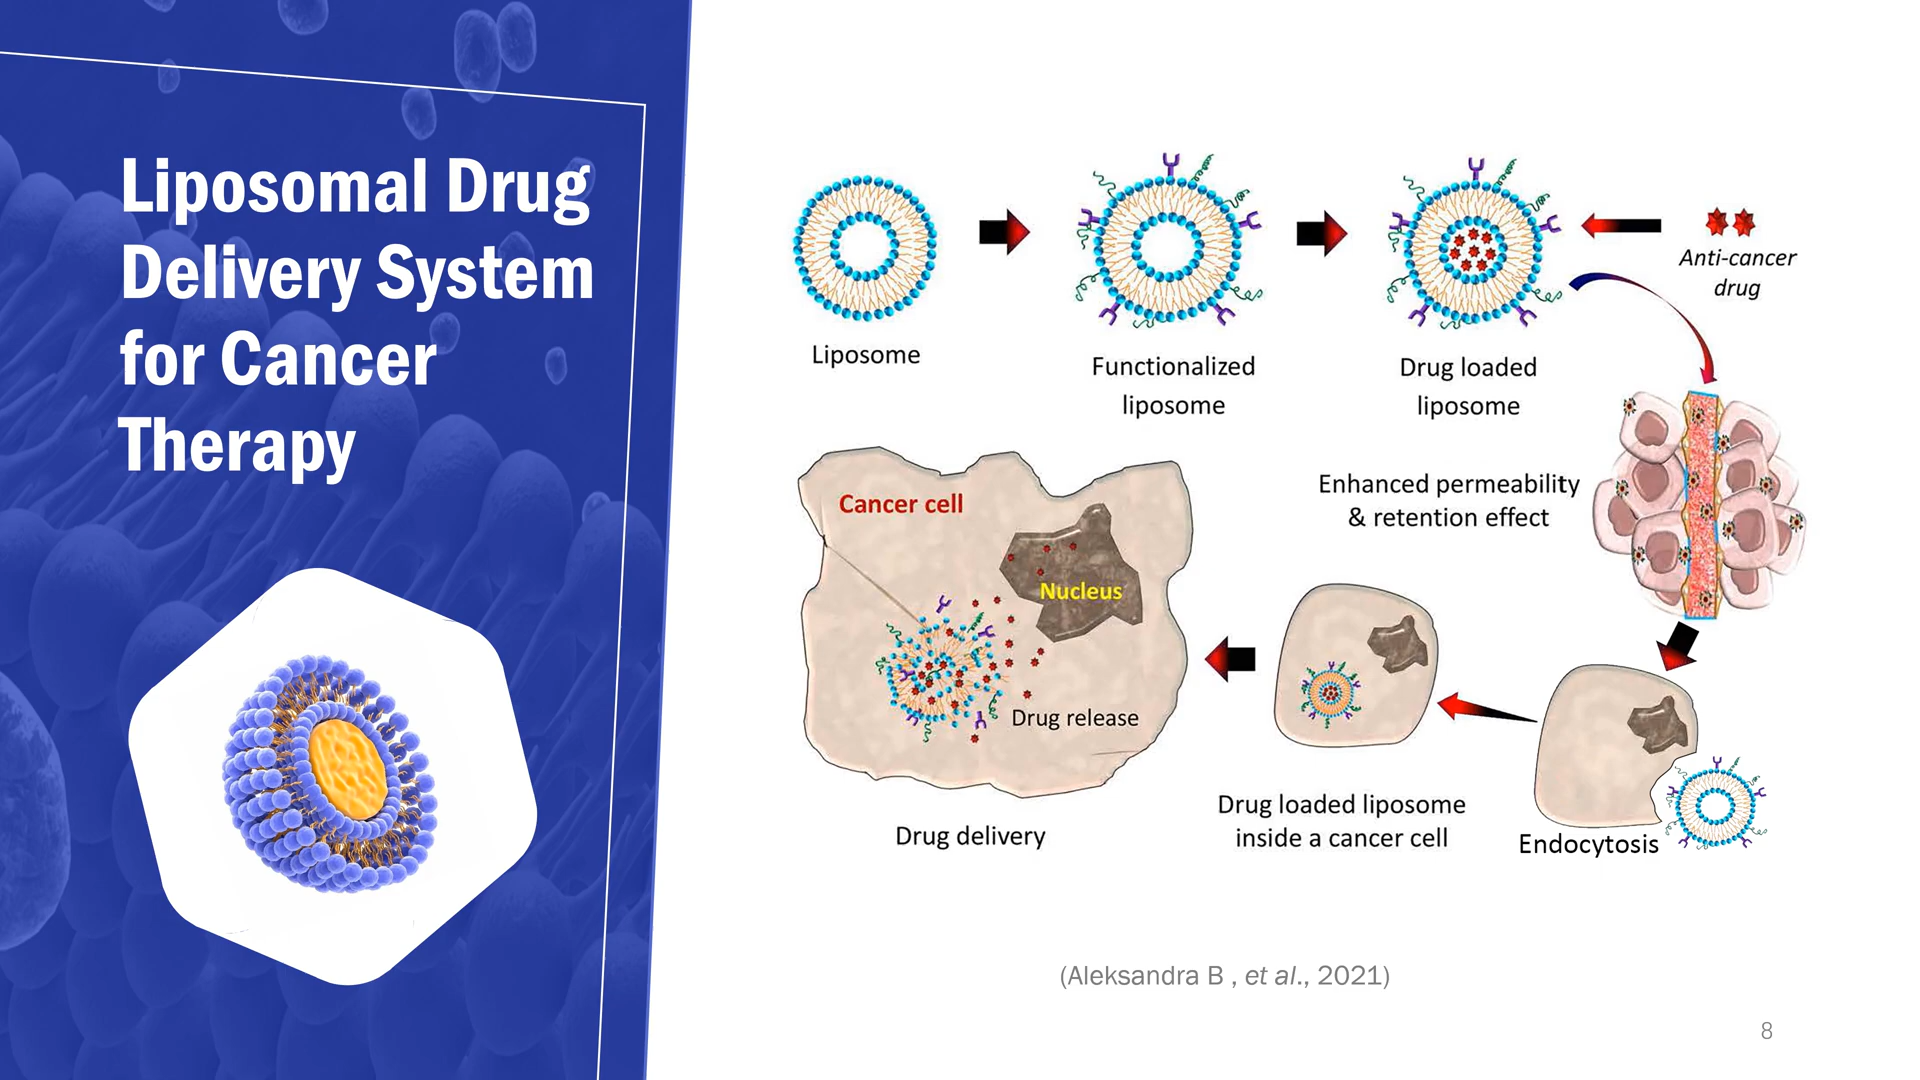 Liposomal Drug
Delivery System
for Cancer
Therapy
Liposome
Functionalized
liposome
Drug loaded
liposome
Anti-cancer
drug
Enhanced permeability
& retention effect
Cancer cell
Nucleus
Drug release
Drug delivery
Drug loaded liposome
inside a cancer cell
Endocytosis
(Aleksandra B , et al., 2021)
8